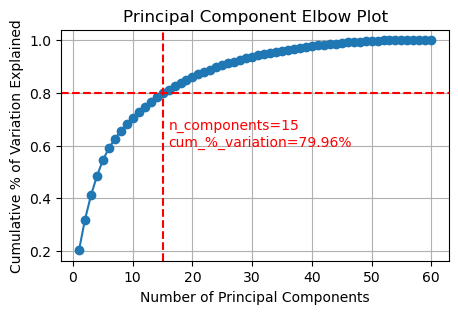 Principal Component Elbow Plot
Cumulative % of Variation Explained
1.0
0.8
0.6
0.4
0.2
n_components=15
cum_%_variation=79.96%
0 10 20 30 40 50 60
Number of Principal Components